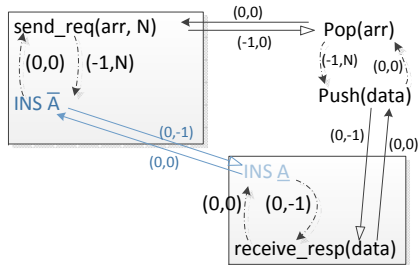 send_req(arr, N)
(0,0)
(-1,0)
Pop(arr)
(0,0)
(-1,N)
(-1,N)
(0,0)
INS A̅
Push(data)
(0,-1)
(0,0)
(0,-1)
(0,0)
INS A̲
(0,0)
(0,-1)
receive_resp(data)